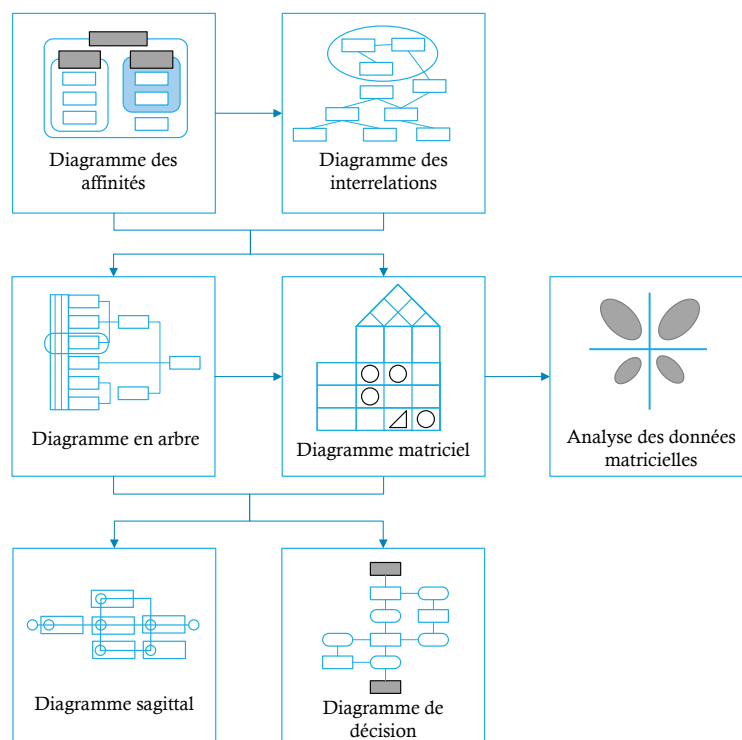 Diagramme des
affinités
Diagramme des
interrelations
Diagramme en arbre
Diagramme matriciel
Analyse des données
matricielles
Diagramme sagittal
Diagramme de
décision